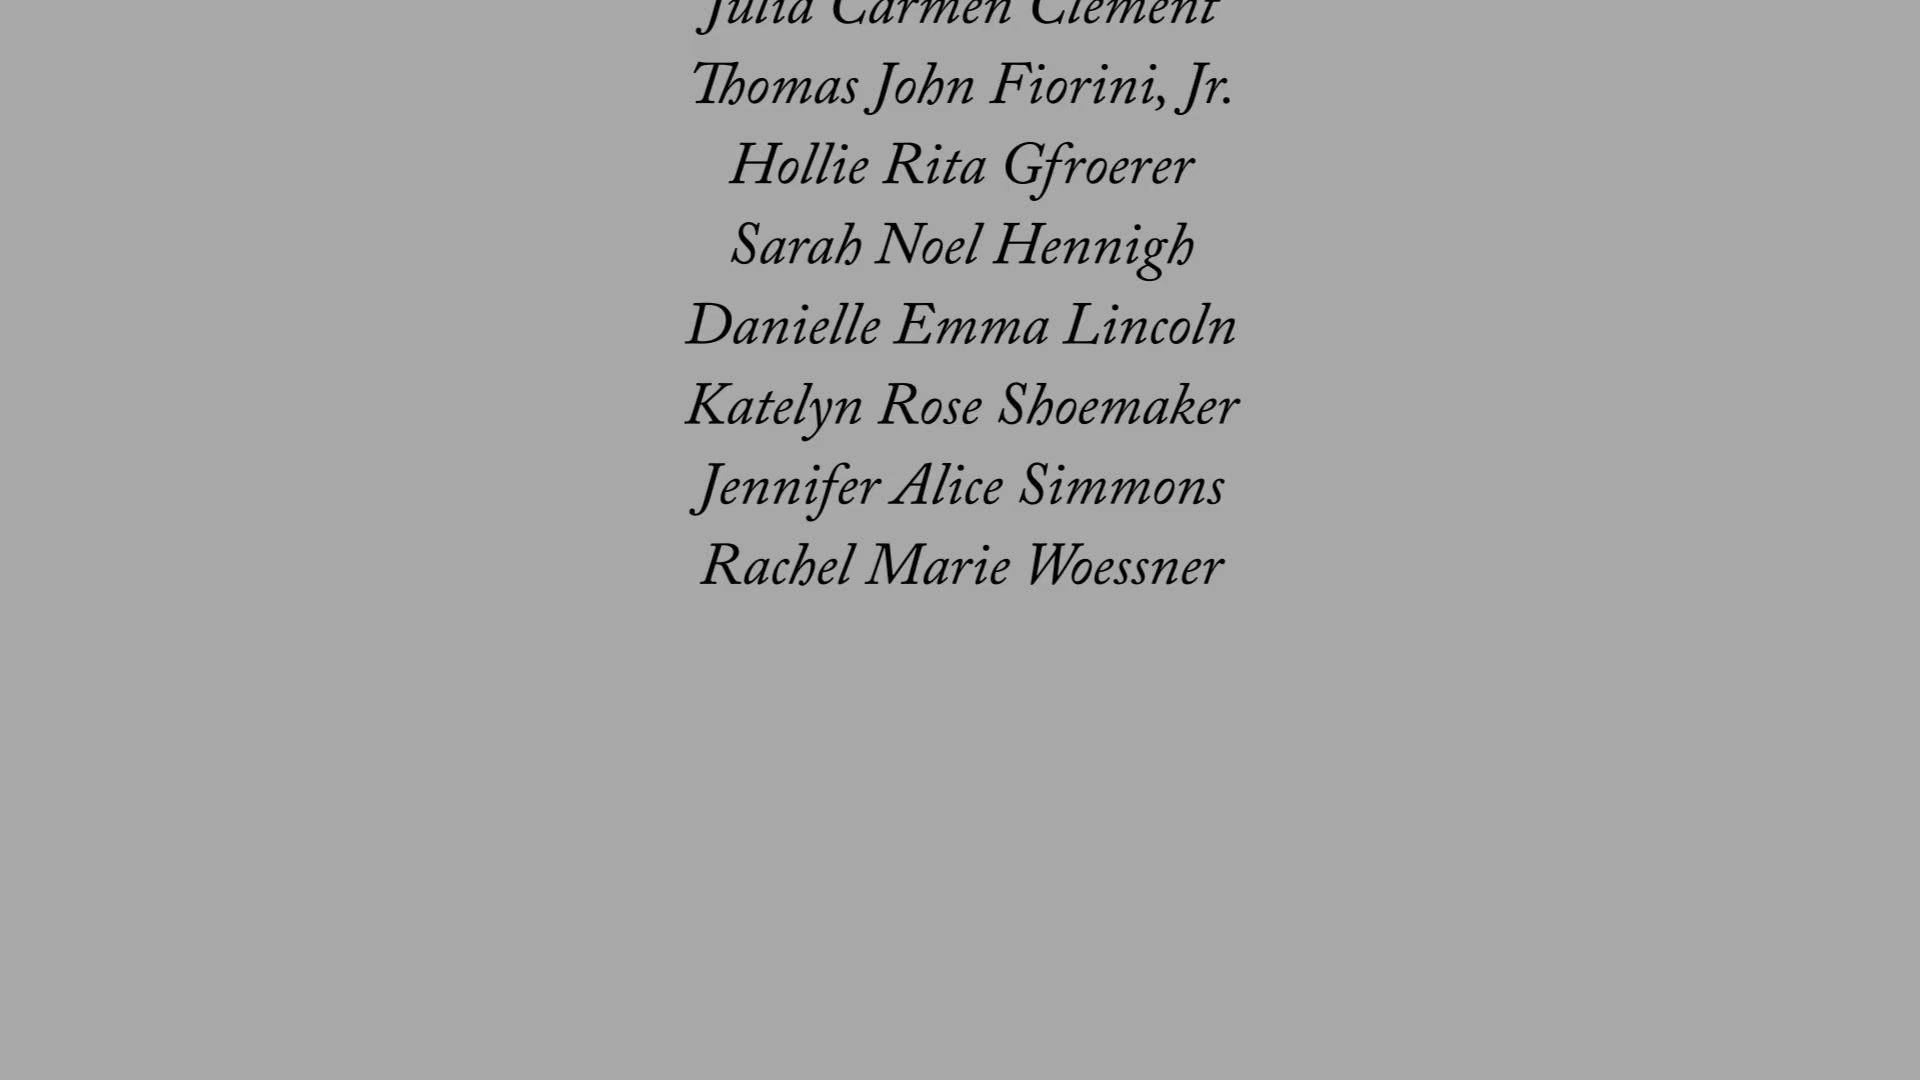 Julia Carmen Clement
Thomas John Fiorini, Jr.
Hollie Rita Gfroerer
Sarah Noel Hennigh
Danielle Emma Lincoln
Katelyn Rose Shoemaker
Jennifer Alice Simmons
Rachel Marie Woessner